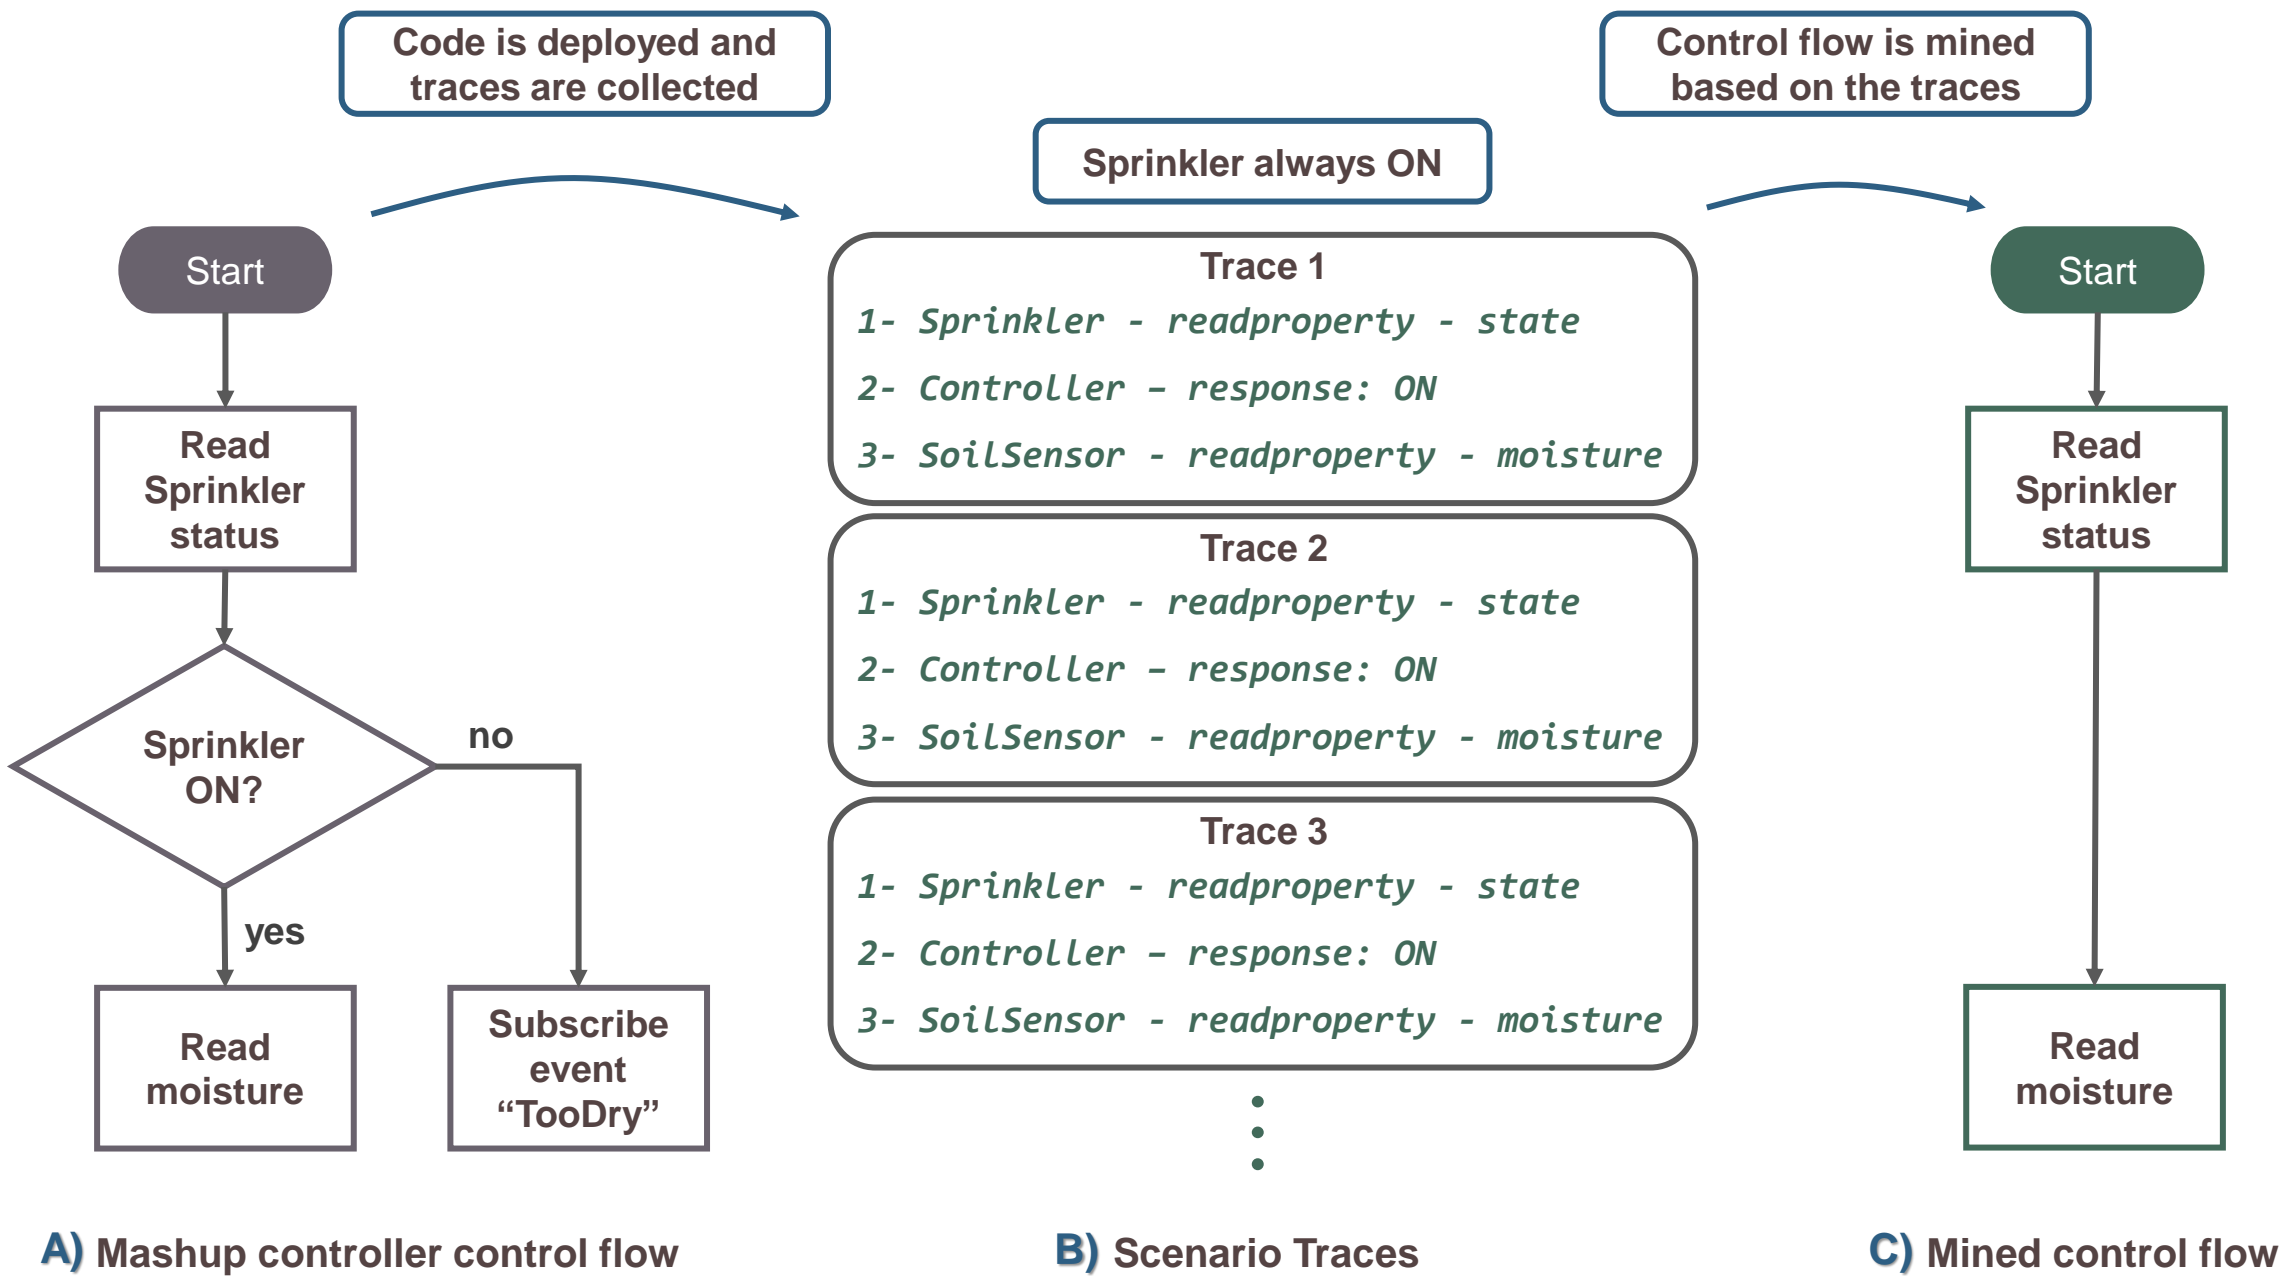 Code is deployed and
traces are collected
Control flow is mined
based on the traces
Sprinkler always ON
Start
Read
Sprinkler
status
Sprinkler
ON?
no
yes
Read
moisture
Subscribe
event
“TooDry”
Trace 1
1- Sprinkler - readproperty - state
2- Controller – response: ON
3- SoilSensor - readproperty - moisture
Trace 2
1- Sprinkler - readproperty - state
2- Controller – response: ON
3- SoilSensor - readproperty - moisture
Trace 3
1- Sprinkler - readproperty - state
2- Controller – response: ON
3- SoilSensor - readproperty - moisture
Start
Read
Sprinkler
status
Read
moisture
A) Mashup controller control flow
B) Scenario Traces
C) Mined control flow